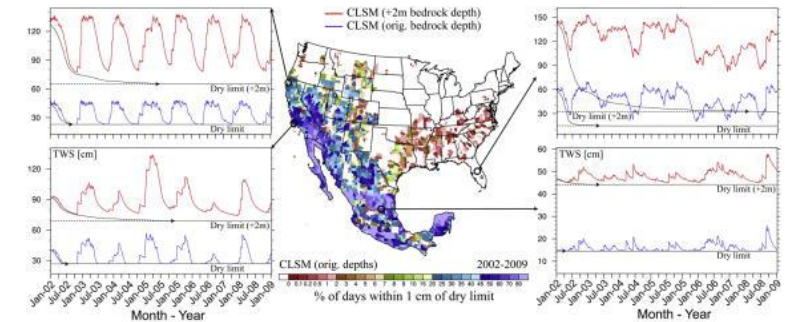 CLSM (+2m bedrock depth)
CLSM (orig. bedrock depth)
120
90
60
30
Dry limit (+2m)
Dry limit
TWS [cm]
120
90
60
30
Dry limit (+2m)
Dry limit
Jan-02
Jul-02
Jan-03
Jul-03
Jan-04
Jul-04
Jan-05
Jul-05
Jan-06
Jul-06
Jan-07
Jul-07
Jan-08
Jul-08
Jan-09
Month - Year
CLSM (orig. depths)
2002-2009
% of days within 1 cm of dry limit
150
120
90
60
30
Dry limit (+2m)
Dry limit
TWS [cm]
60
50
40
30
20
10
Dry limit (+2m)
Dry limit
Jan-02
Jul-02
Jan-03
Jul-03
Jan-04
Jul-04
Jan-05
Jul-05
Jan-06
Jul-06
Jan-07
Jul-07
Jan-08
Jul-08
Jan-09
Month - Year